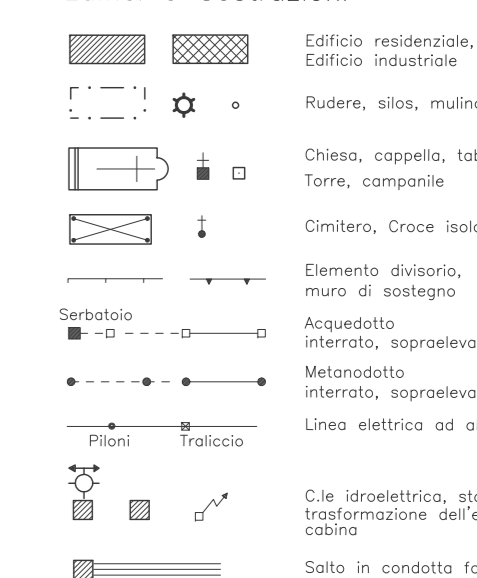 Edificio residenziale,
Edificio industriale
Rudere, silos,
Chiesa, cappella,
Torre, campanile
Cimitero, Croce
Elemento divisorio,
muro di sostegno
Serbatoio
Acquedotto
interrato,
Metanodotto
interrato,
Linea elettrica ad
Piloni Traliccio
C.le idroelettrica,
trasformazione
cabina
Salto in condotta